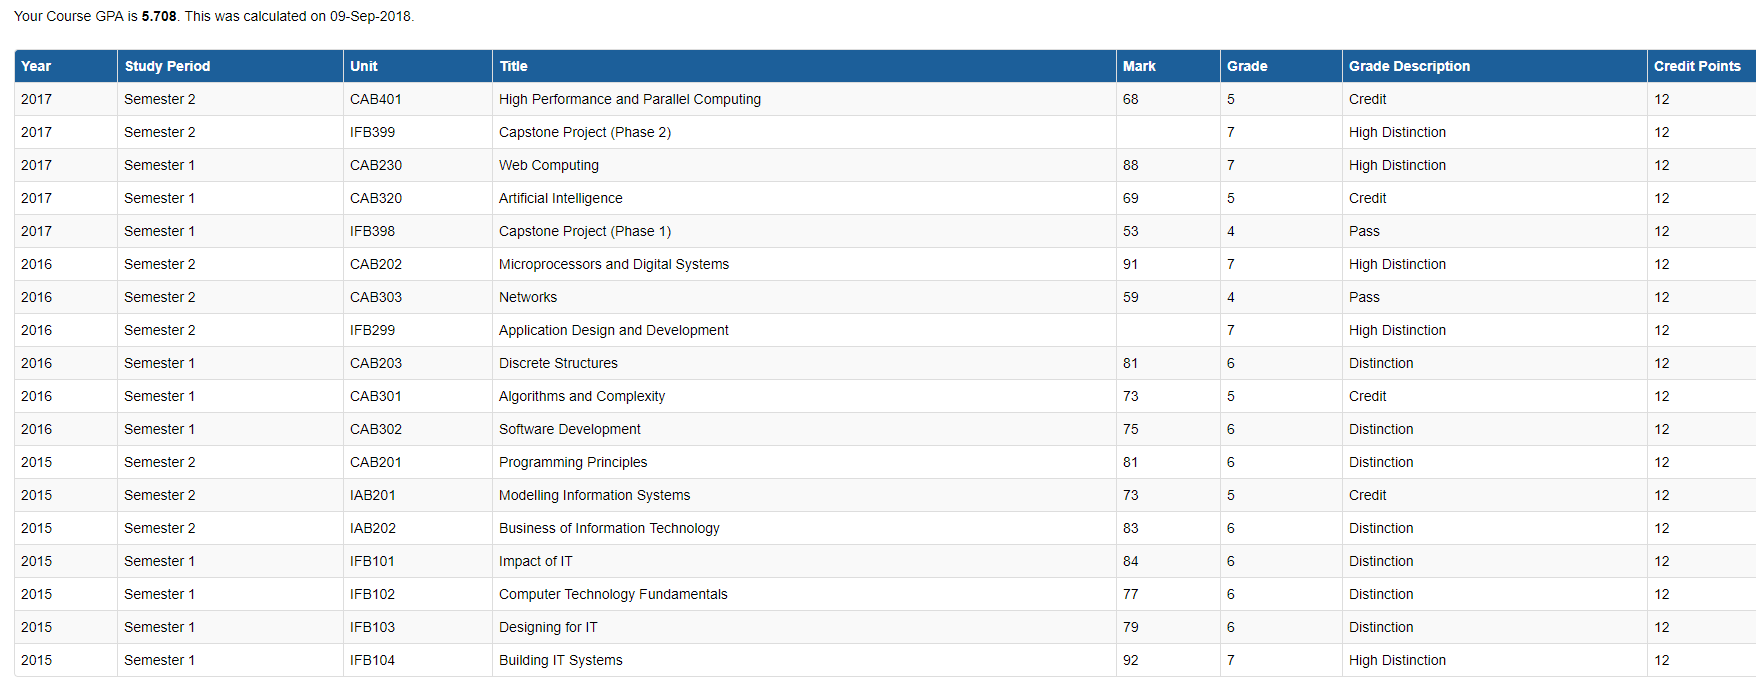 Your Course GPA is 5.708. This was calculated on 09-Sep-2018.
Year Study Period Unit Title Mark Grade Grade Description Credit Points
2017 Semester 2 CAB401 High Performance and Parallel Computing 68 5 Credit 12
2017 Semester 2 IFB399 Capstone Project (Phase 2) 7 High Distinction 12
2017 Semester 1 CAB230 Web Computing 88 7 High Distinction 12
2017 Semester 1 CAB320 Artificial Intelligence 69 5 Credit 12
2017 Semester 1 IFB398 Capstone Project (Phase 1) 53 4 Pass 12
2016 Semester 2 CAB202 Microprocessors and Digital Systems 91 7 High Distinction 12
2016 Semester 2 CAB303 Networks 59 4 Pass 12
2016 Semester 2 IFB299 Application Design and Development 7 High Distinction 12
2016 Semester 1 CAB203 Discrete Structures 81 6 Distinction 12
2016 Semester 1 CAB301 Algorithms and Complexity 73 5 Credit 12
2016 Semester 1 CAB302 Software Development 75 6 Distinction 12
2015 Semester 2 CAB201 Programming Principles 81 6 Distinction 12
2015 Semester 2 IAB201 Modelling Information Systems 73 5 Credit 12
2015 Semester 2 IAB202 Business of Information Technology 83 6 Distinction 12
2015 Semester 1 IFB101 Impact of IT 84 6 Distinction 12
2015 Semester 1 IFB102 Computer Technology Fundamentals 77 6 Distinction 12
2015 Semester 1 IFB103 Designing for IT 79 6 Distinction 12
2015 Semester 1 IFB104 Building IT Systems 92 7 High Distinction 12